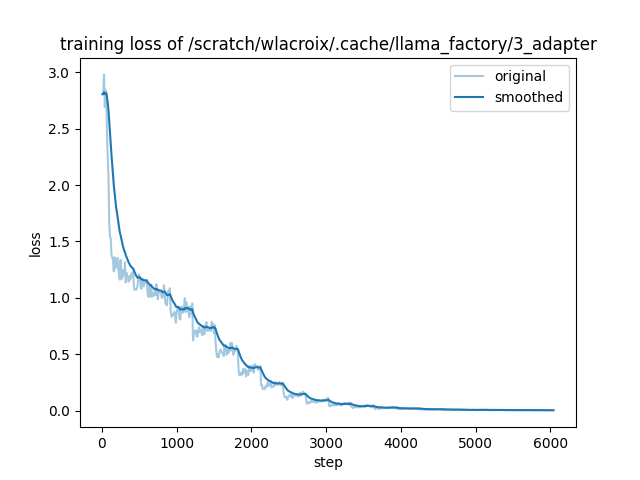 training loss of /scratch/wlacroix/.cache/llama_factory/3_adapter
original
smoothed
3.0
2.5
2.0
1.5
1.0
0.5
0.0
loss
0 1000 2000 3000 4000 5000 6000
step